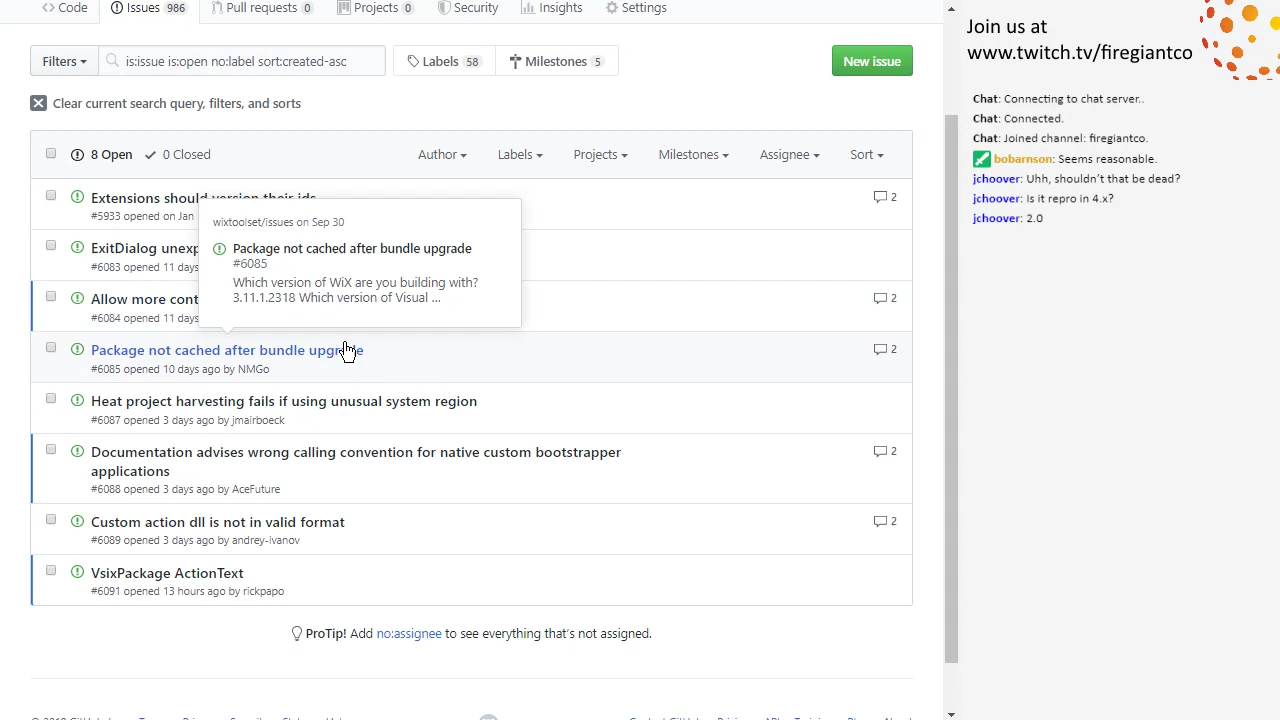 Code Issues 986 Pull requests 0 Projects 0 Security Insights Settings
Filters is:issue is:open no:label sort:created-asc Labels 58 Milestones 5 New issue
Clear current search query, filters, and sorts
8 Open 0 Closed Author Labels Projects Milestones Assignee Sort
Extensions should version their ids 2
#5933 opened on Jan
ExitDialog unexp
#6083 opened 11 days
Allow more cont 2
#6084 opened 11 days
wixtoolset/issues on Sep 30
Package not cached after bundle upgrade
#6085
Which version of WiX are you building with?
3.11.1.2318 Which version of Visual ...
Package not cached after bundle upgrade 2
#6085 opened 10 days ago by NMGo
Heat project harvesting fails if using unusual system region
#6087 opened 3 days ago by jmairboeck
Documentation advises wrong calling convention for native custom bootstrapper 2
applications
#6088 opened 3 days ago by AceFuture
Custom action dll is not in valid format 2
#6089 opened 3 days ago by andrey-ivanov
VsixPackage ActionText
#6091 opened 13 hours ago by rickpapo
ProTip! Add no:assignee to see everything that's not assigned.
Join us at
www.twitch.tv/firegiantco
Chat: Connecting to chat server..
Chat: Connected.
Chat: Joined channel: firegiantco.
bobarnson: Seems reasonable.
jchoover: Uhh, shouldn't that be dead?
jchoover: Is it repro in 4.x?
jchoover: 2.0